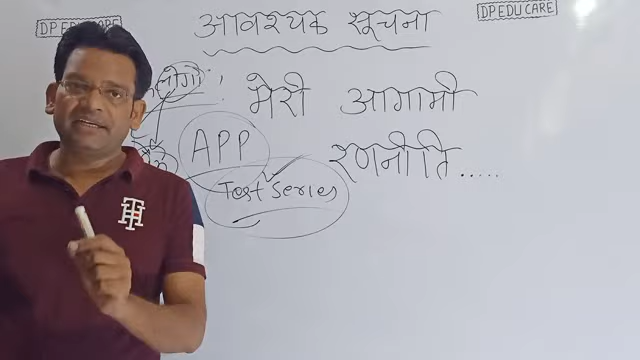 DP EDU CARE
DP EDU CARE
आवश्यक सूचना
लोगों !
मेरी आगामी
रणनीति.....
APP
Test Series